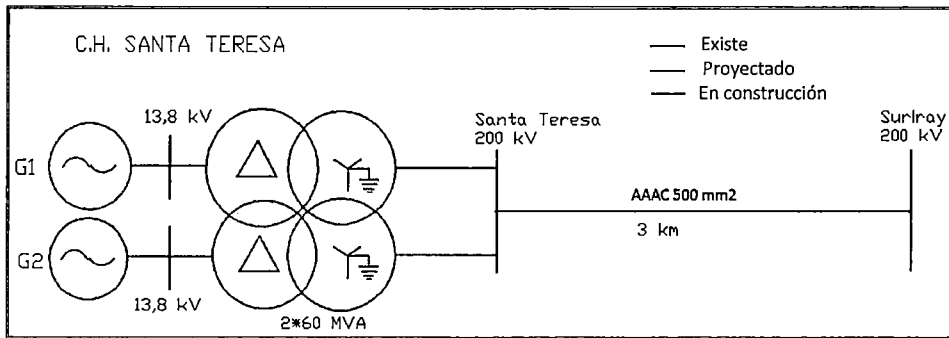 C.H. SANTA TERESA
Existe
Proyectado
En construcción
13,8 kV
Santa Teresa
200 kV
Surlray
200 kV
G1
AAAC 500 mm2
3 km
G2
13,8 kV
2*60 MVA